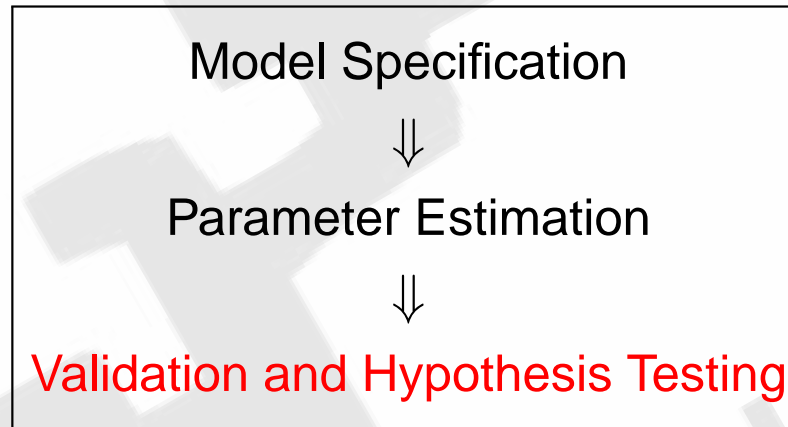 Model Specification
⇓
Parameter Estimation
⇓
Validation and Hypothesis Testing